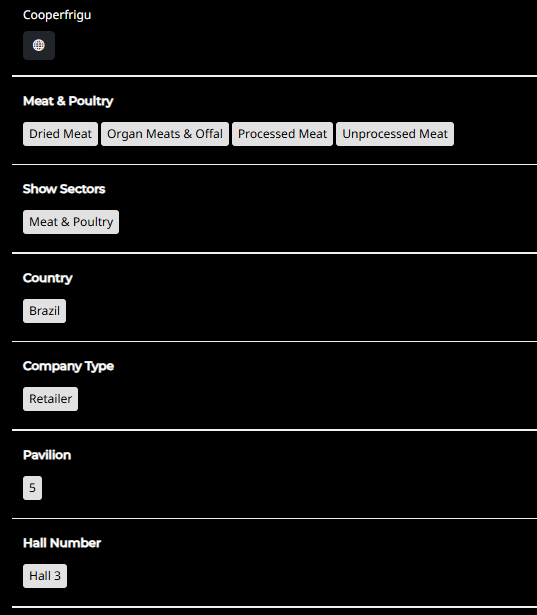 Cooperfrigu
Meat & Poultry
Dried Meat Organ Meats & Offal Processed Meat Unprocessed Meat
Show Sectors
Meat & Poultry
Country
Brazil
Company Type
Retailer
Pavilion
5
Hall Number
Hall 3